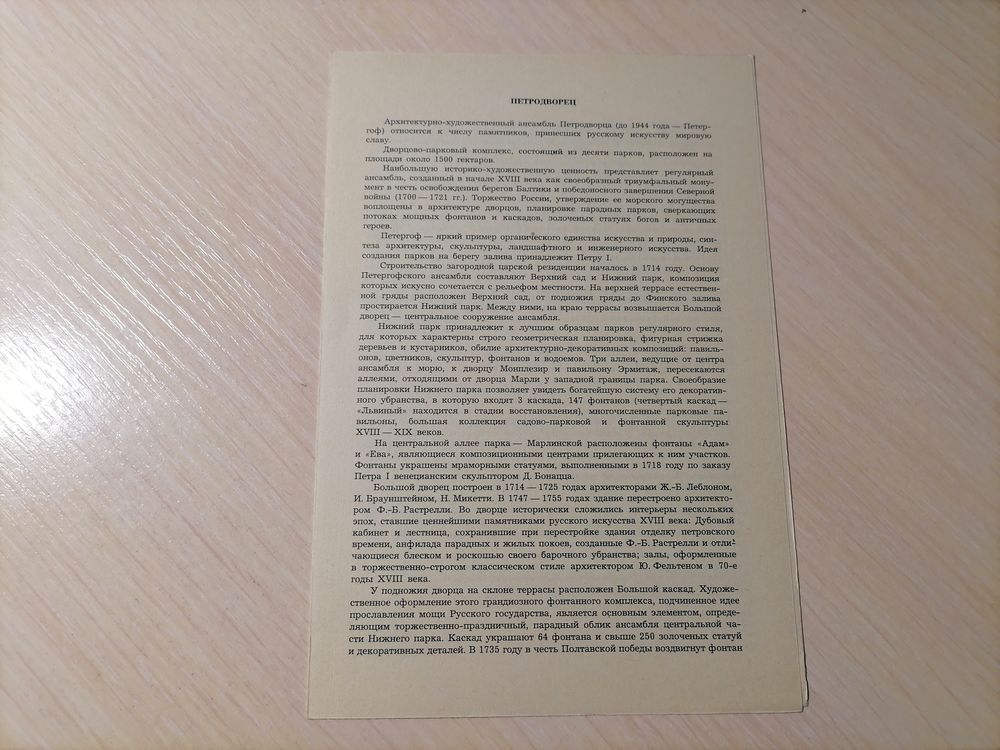 ПЕТРОДВОРЕЦ
Архитектурно-художественный ансамбль Петродворца (до 1944 года — Петер-
гоф) относится к числу памятников, принесших русскому искусству мировую
славу.
Дворцово-парковый комплекс, состоящий из десяти парков, расположен на
площади около 1500 гектаров.
Наибольшую историко-художественную ценность представляет регулярный
ансамбль, созданный в начале XVIII века как своеобразный триумфальный мону-
мент в честь освобождения берегов Балтики и победоносного завершения Северной
войны (1700 — 1721 гг.). Торжество России, утверждение ее морского могущества
воплощены в архитектуре дворцов, планировке парадных парков, сверкающих
потоках мощных фонтанов и каскадов, золоченых статуях богов и античных
героев.
Петергоф — яркий пример органического единства искусства и природы, син-
теза архитектуры, скульптуры, ландшафтного и инженерного искусства. Идея
создания парков на берегу залива принадлежит Петру I.
Строительство загородной царской резиденции началось в 1714 году. Основу
Петергофского ансамбля составляют Верхний сад и Нижний парк, композиция
которых искусно сочетается с рельефом местности. На верхней террасе естествен-
ной гряды расположен Верхний сад, от подножия гряды до Финского залива
простирается Нижний парк. Между ними, на краю террасы возвышается Большой
дворец — центральное сооружение ансамбля.
Нижний парк принадлежит к лучшим образцам парков регулярного стиля,
для которых характерны строго геометрическая планировка, фигурная стрижка
деревьев и кустарников, обилие архитектурно-декоративных композиций: павиль-
онов, цветников, скульптур, фонтанов и водоемов. Три аллеи, ведущие от центра
ансамбля к морю, к дворцу Монплезир и павильону Эрмитаж, пересекаются
аллеями, отходящими от дворца Марли у западной границы парка. Своеобразие
планировки Нижнего парка позволяет увидеть богатейшую систему его декоратив-
ного убранства, в которую входят 3 каскада, 147 фонтанов (четвертый каскад —
«Львиный» находится в стадии восстановления), многочисленные парковые па-
вильоны, большая коллекция садово-парковой и фонтанной скульптуры
XVIII — XIX веков.
На центральной аллее парка — Марлинской расположены фонтаны «Адам»
и «Ева», являющиеся композиционными центрами прилегающих к ним участков.
Фонтаны украшены мраморными статуями, выполненными в 1718 году по заказу
Петра I венецианским скульптором Д. Бонацца.
Большой дворец построен в 1714 — 1725 годах архитекторами Ж.-Б. Леблоном,
И. Браунштейном, Н. Микетти. В 1747 — 1755 годах здание перестроено архитекто-
ром Ф.-Б. Растрелли. Во дворце исторически сложились интерьеры нескольких
эпох, ставшие ценнейшими памятниками русского искусства XVIII века: Дубовый
кабинет и лестница, сохранившие при перестройке здания отделку петровского
времени, анфилада парадных и жилых покоев, созданные Ф.-Б. Растрелли и отли-
чающиеся блеском и роскошью своего барочного убранства; залы, оформленные
в торжественно-строгом классическом стиле архитектором Ю. Фельтеном в 70-е
годы XVIII века.
У подножия дворца на склоне террасы расположен Большой каскад. Художе-
ственное оформление этого грандиозного фонтанного комплекса, подчиненное идее
прославления мощи Русского государства, является основным элементом, опреде-
ляющим торжественно-праздничный, парадный облик ансамбля центральной ча-
сти Нижнего парка. Каскад украшают 64 фонтана и свыше 250 золоченых статуй
и декоративных деталей. В 1735 году в честь Полтавской победы воздвигнут фонтан